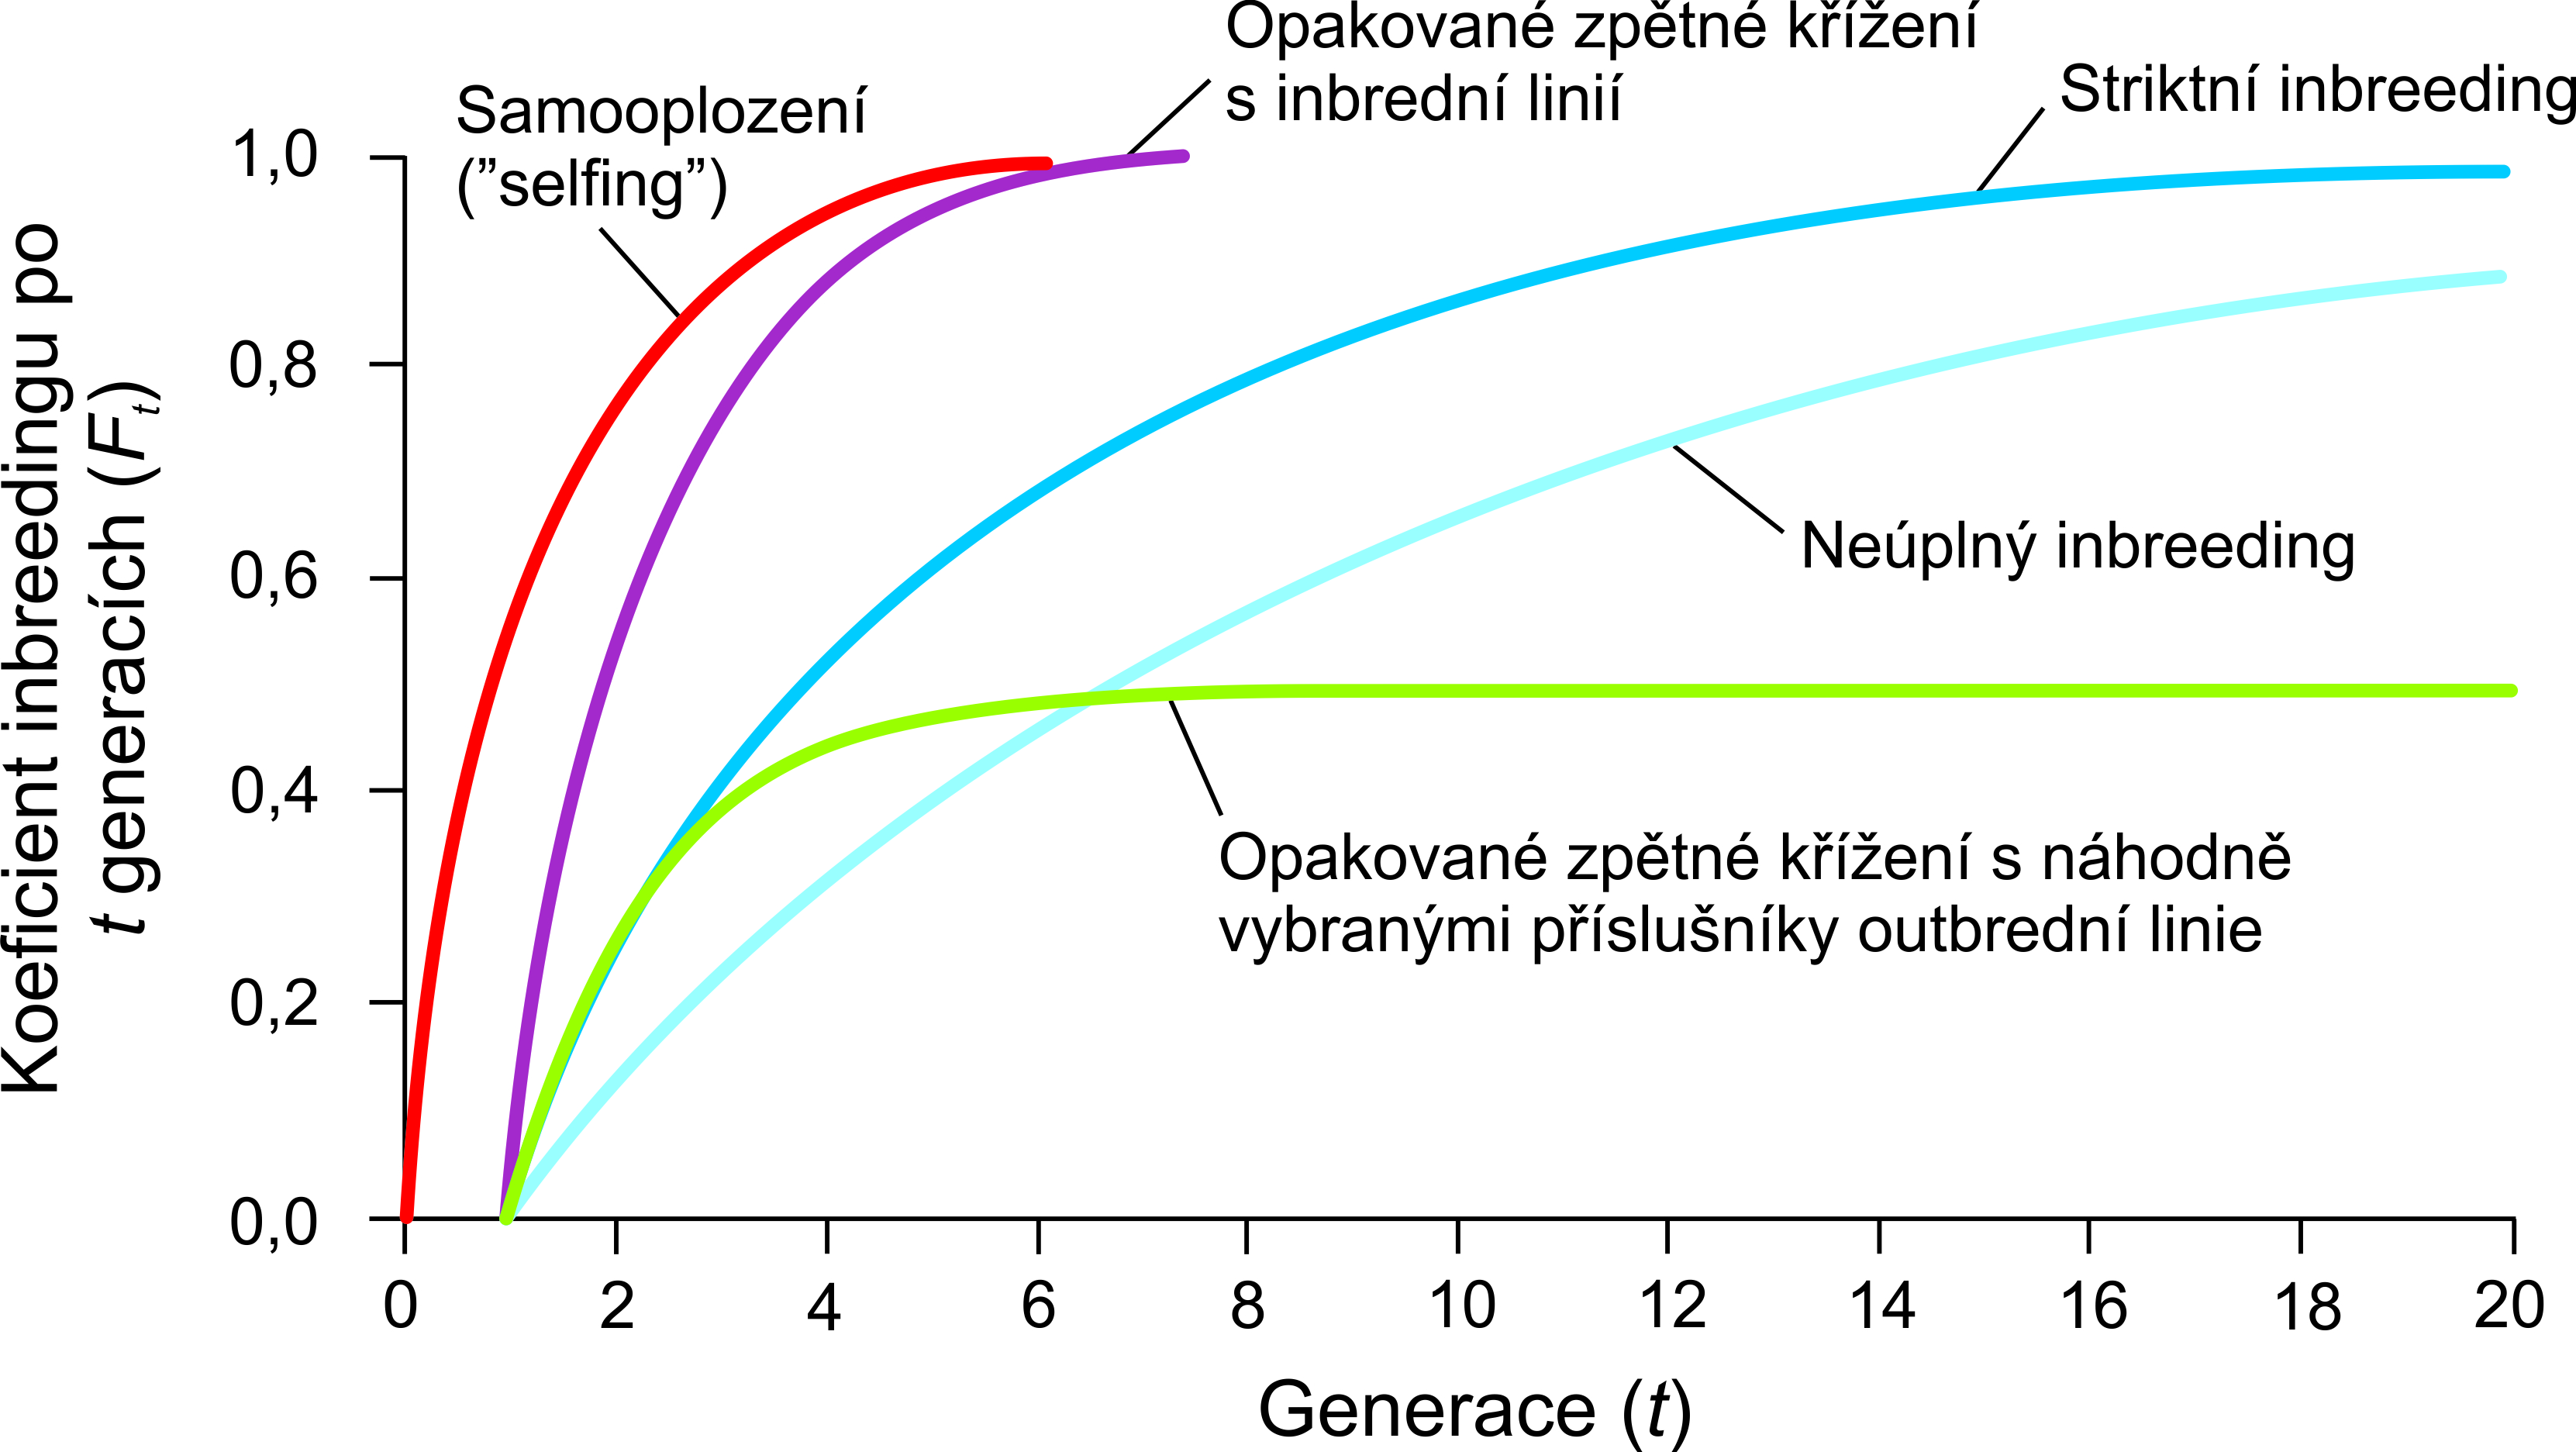 Opakované zpětné křížení
s inbrední linií
Striktní inbreeding
Samooplození
(”selfing”)
1,0
0,8
0,6
0,4
0,2
0,0
Koeficient inbreedingu po
t generacích (Ft)
Neúplný inbreeding
Opakované zpětné křížení s náhodně
vybranými příslušníky outbrední linie
0 2 4 6 8 10 12 14 16 18 20
Generace (t)